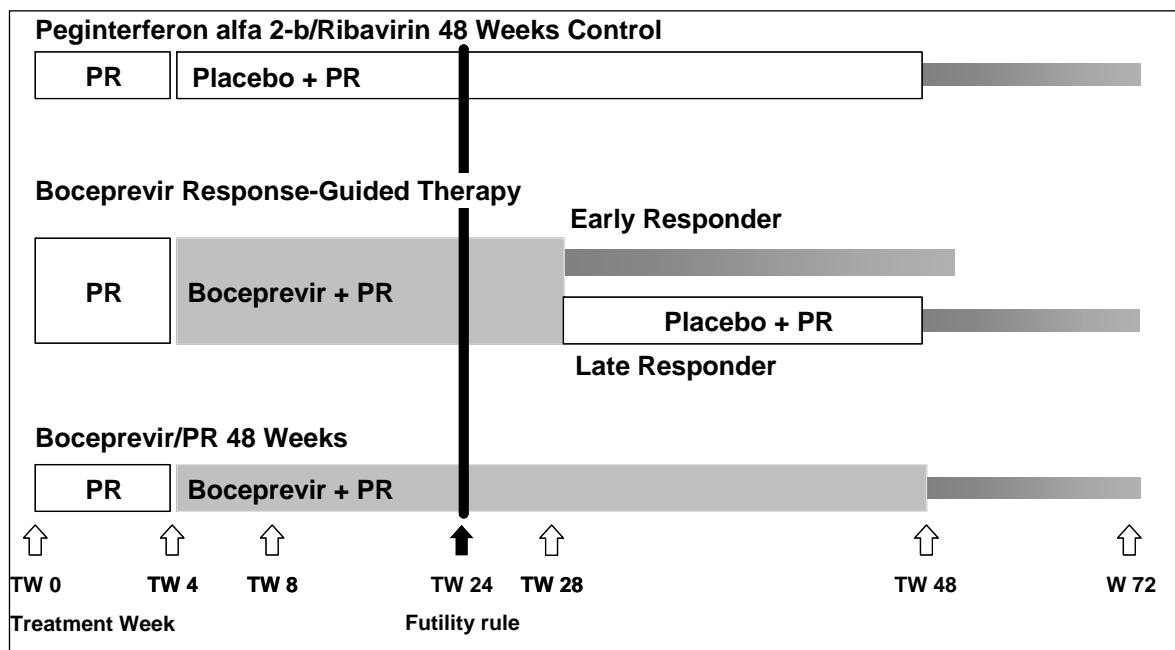 Peginterferon alfa 2-b/Ribavirin 48 Weeks Control
PR
Placebo + PR
Boceprevir Response-Guided Therapy
Early Responder
PR
Boceprevir + PR
Placebo + PR
Late Responder
Boceprevir/PR 48 Weeks
PR
Boceprevir + PR
TW 0
TW 4
TW 8
TW 24
TW 28
TW 48
W 72
Treatment Week
Futility rule